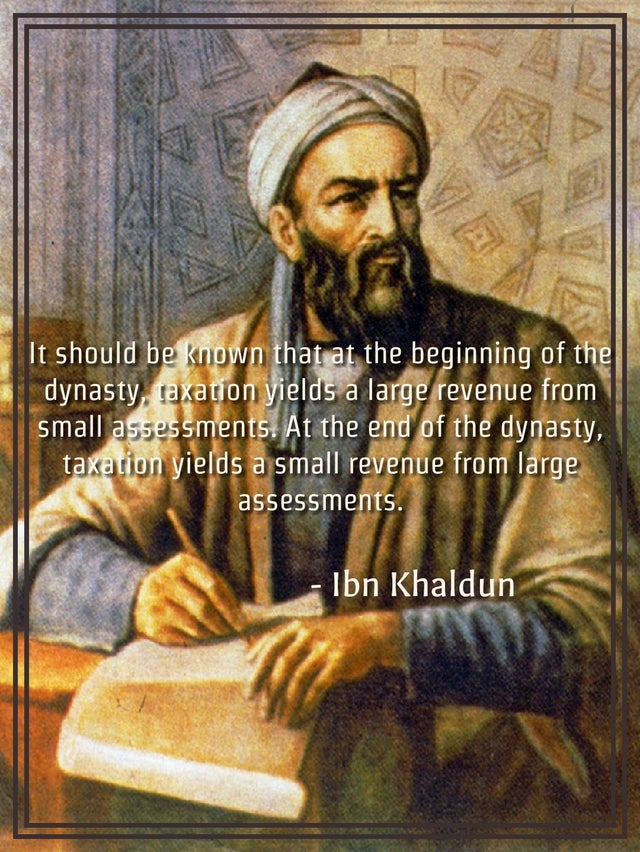 It should be known that at the beginning of the
dynasty, taxation yields a large revenue from
small assessments. At the end of the dynasty,
taxation yields a small revenue from large
assessments.
- Ibn Khaldun